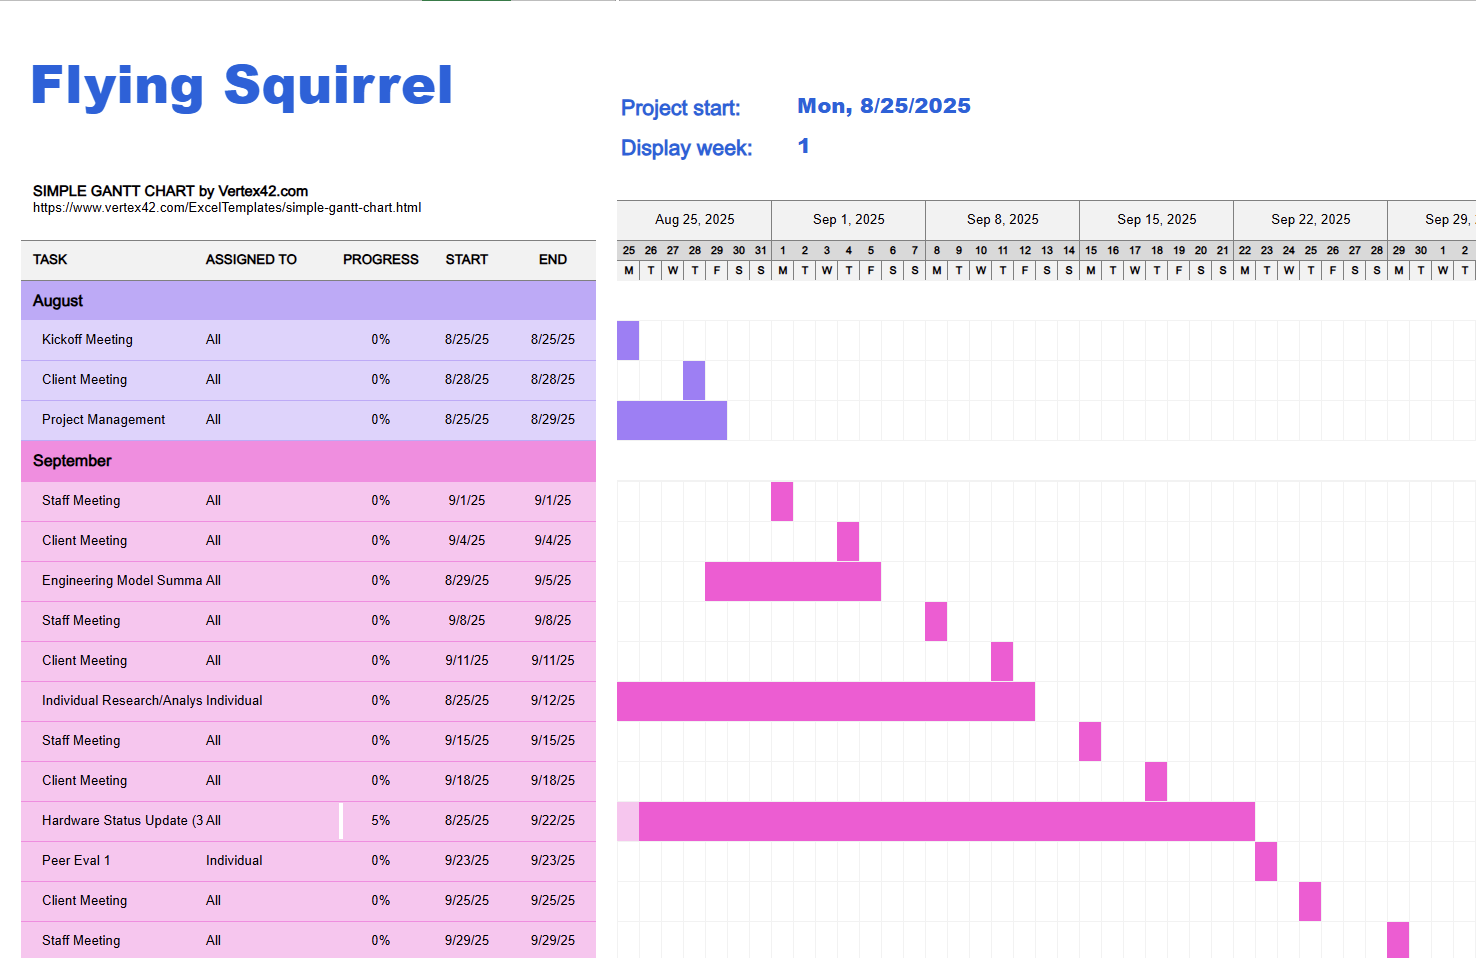 Flying Squirrel
Project start: Mon, 8/25/2025
Display week: 1
SIMPLE GANTT CHART by Vertex42.com
https://www.vertex42.com/ExcelTemplates/simple-gantt-chart.html
Aug 25, 2025 Sep 1, 2025 Sep 8, 2025 Sep 15, 2025 Sep 22, 2025 Sep 29,
25 26 27 28 29 30 31 1 2 3 4 5 6 7 8 9 10 11 12 13 14 15 16 17 18 19 20 21 22 23 24 25 26 27 28 29 30 1 2
TASK ASSIGNED TO PROGRESS START END
M T W T F S S M T W T F S S M T W T F S S M T W T F S S M T W T F S S M T W T
August
Kickoff Meeting All 0% 8/25/25 8/25/25
Client Meeting All 0% 8/28/25 8/28/25
Project Management All 0% 8/25/25 8/29/25
September
Staff Meeting All 0% 9/1/25 9/1/25
Client Meeting All 0% 9/4/25 9/4/25
Engineering Model Summa All 0% 8/29/25 9/5/25
Staff Meeting All 0% 9/8/25 9/8/25
Client Meeting All 0% 9/11/25 9/11/25
Individual Research/Analys Individual 0% 8/25/25 9/12/25
Staff Meeting All 0% 9/15/25 9/15/25
Client Meeting All 0% 9/18/25 9/18/25
Hardware Status Update (3 All 5% 8/25/25 9/22/25
Peer Eval 1 Individual 0% 9/23/25 9/23/25
Client Meeting All 0% 9/25/25 9/25/25
Staff Meeting All 0% 9/29/25 9/29/25